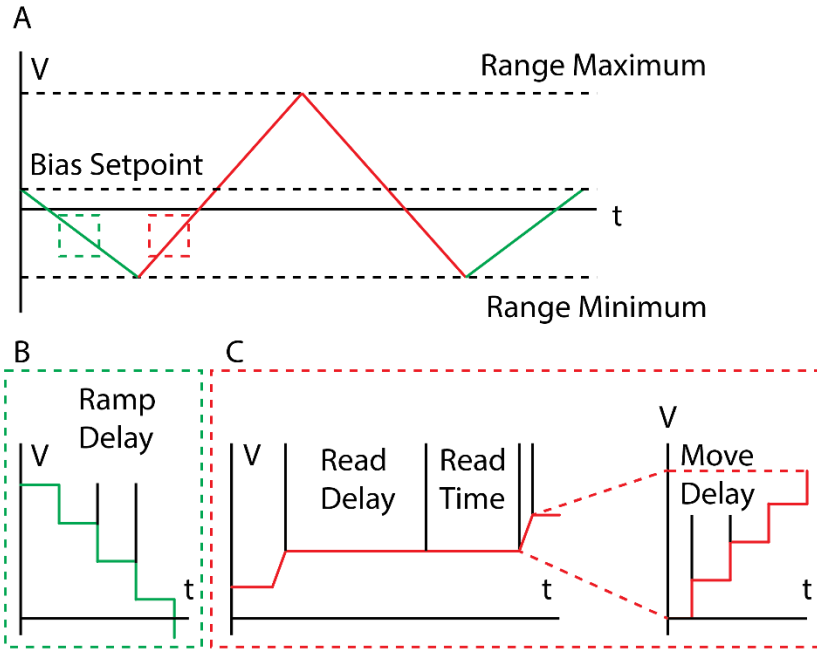 A
V
Range Maximum
Bias Setpoint
t
Range Minimum
B
C
Ramp
Delay
V
t
V
Read
Delay
Read
Time
t
V
Move
Delay
t